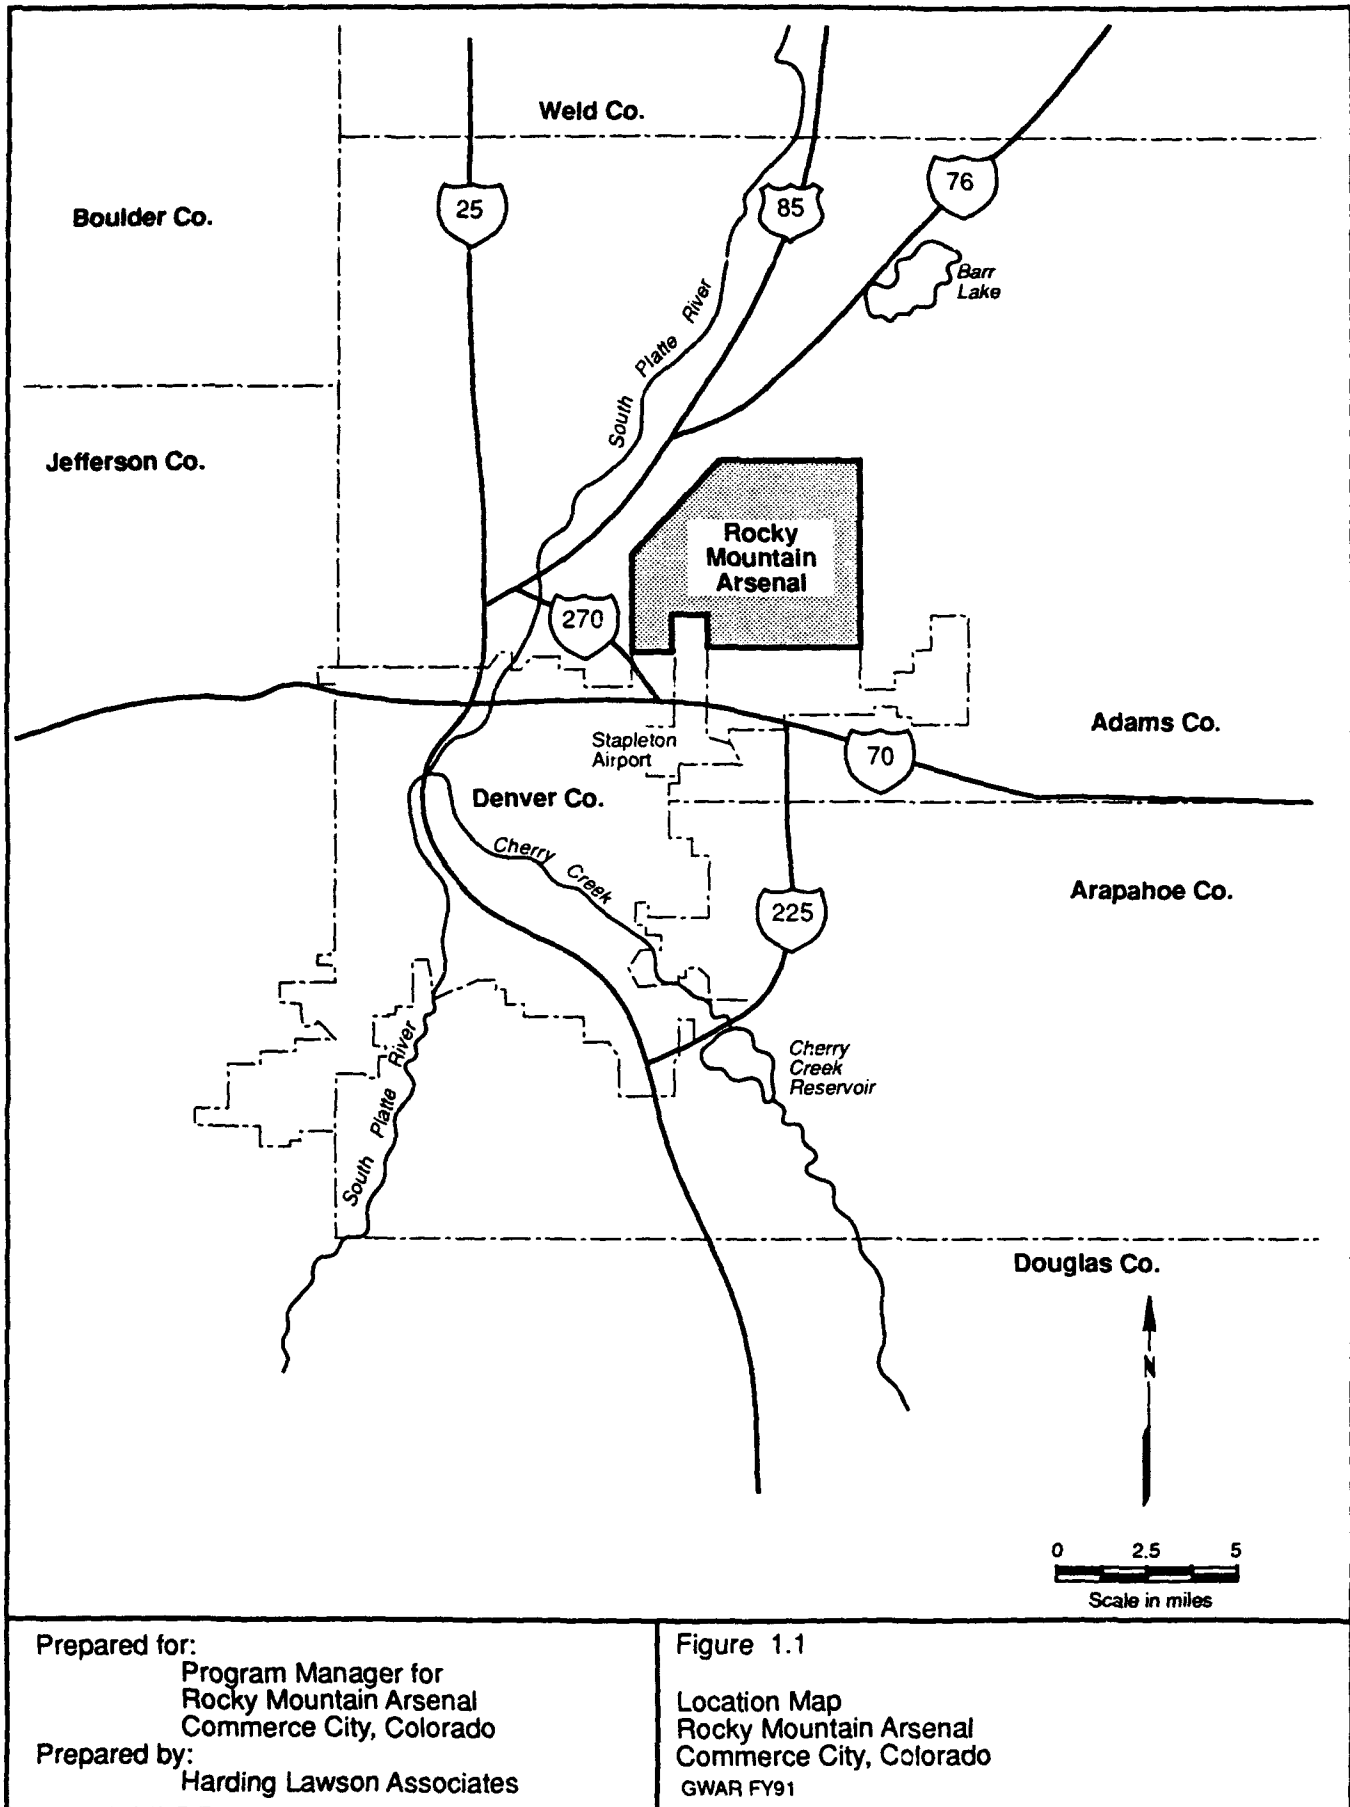 Weld Co.
76
25
85
Boulder Co.
Barr
Lake
South Platte River
Jefferson Co.
Rocky
Mountain
Arsenal
270
Adams Co.
Stapleton
Airport
70
Denver Co.
Cherry Creek
Arapahoe Co.
225
South Platte River
Cherry
Creek
Reservoir
Douglas Co.
N
0 2.5 5
Scale in miles
Prepared for:
Program Manager for
Rocky Mountain Arsenal
Commerce City, Colorado
Prepared by:
Harding Lawson Associates
Figure 1.1
Location Map
Rocky Mountain Arsenal
Commerce City, Colorado
GWAR FY91